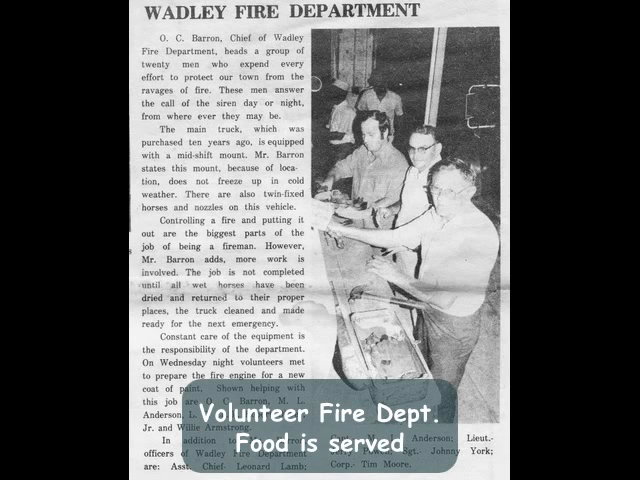 WADLEY FIRE DEPARTMENT
O. C. Barron, Chief of Wadley
Fire Department, heads a group of
twenty men who expend every
effort to protect our town from the
ravages of fire. These men answer
the call of the siren day or night,
from where ever they may be.
The main truck, which was
purchased ten years ago, is equipped
with a mid-shift mount. Mr. Barron
states this mount, because of loca-
tion, does not freeze up in cold
weather. There are also twin-fixed
horses and nozzles on this vehicle.
Controlling a fire and putting it
out are the biggest parts of the
job of being a fireman. However,
Mr. Barron adds, more work is
involved. The job is not completed
until all wet horses have been
dried and returned to their proper
places, the truck cleaned and made
ready for the next emergency.
Constant care of the equipment is
the responsibility of the department.
On Wednesday night volunteers met
to prepare the fire engine for a new
coat of paint. Shown helping with
this job are O. C. Barron, M. L.
Anderson, L.
Jr. and Willie Armstrong.
In addition to
officers of Wadley Fire Department
are: Asst. Chief- Leonard Lamb;
Anderson; Lieut.-
Sgt. Johnny York;
Corp.- Tim Moore.
Volunteer Fire Dept.
Food is served